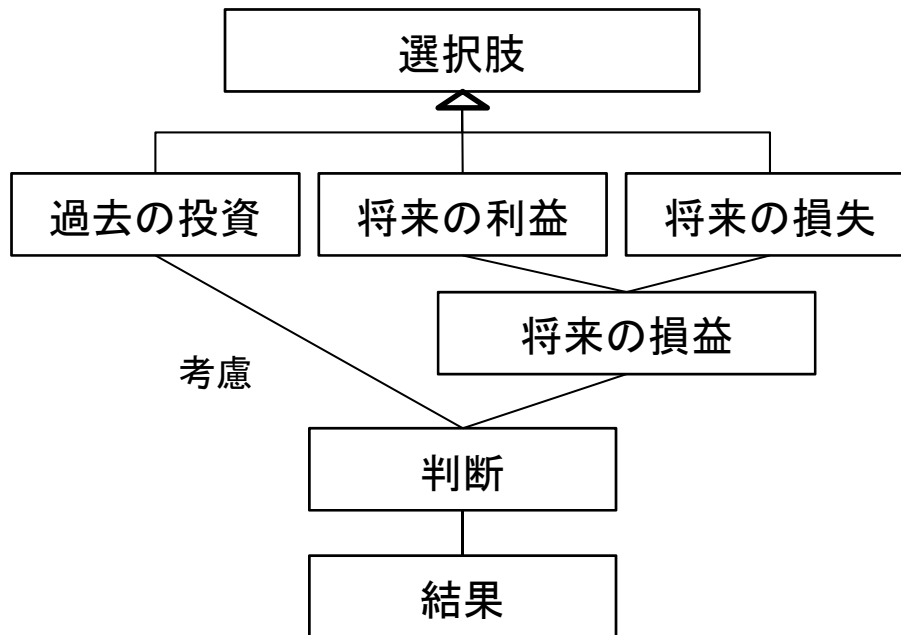 選択肢
過去の投資
将来の利益
将来の損失
将来の損益
考慮
判断
結果